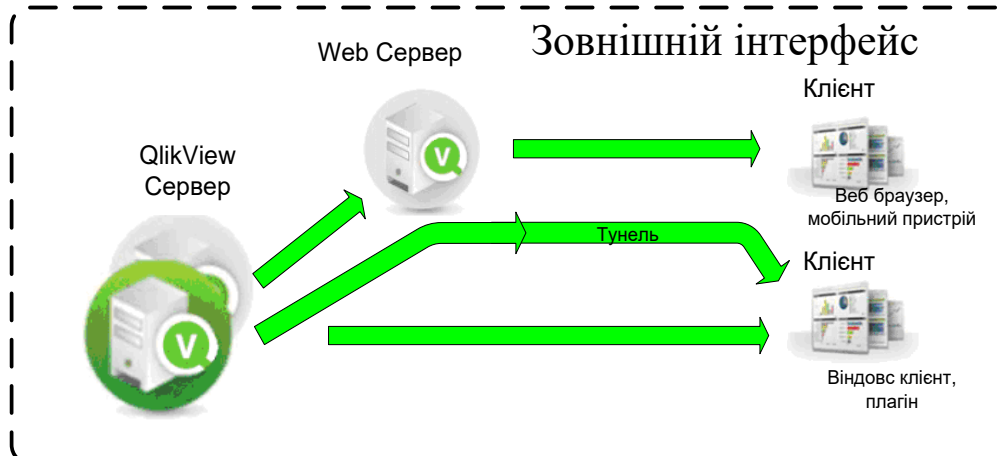 Зовнішній інтерфейс
Web Сервер
Клієнт
QlikView
Сервер
Веб браузер,
мобільний пристрій
Тунель
Клієнт
Віндовс клієнт,
плагін